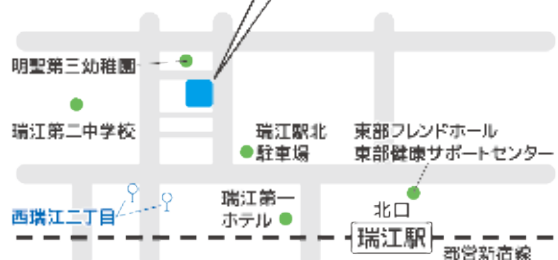 明聖第三幼稚園
瑞江第二中学校
瑞江駅北
駐車場
東部フレンドホール
東部健康サポートセンター
西瑞江二丁目
瑞江第一
ホテル
北口
瑞江駅
都営新宿線